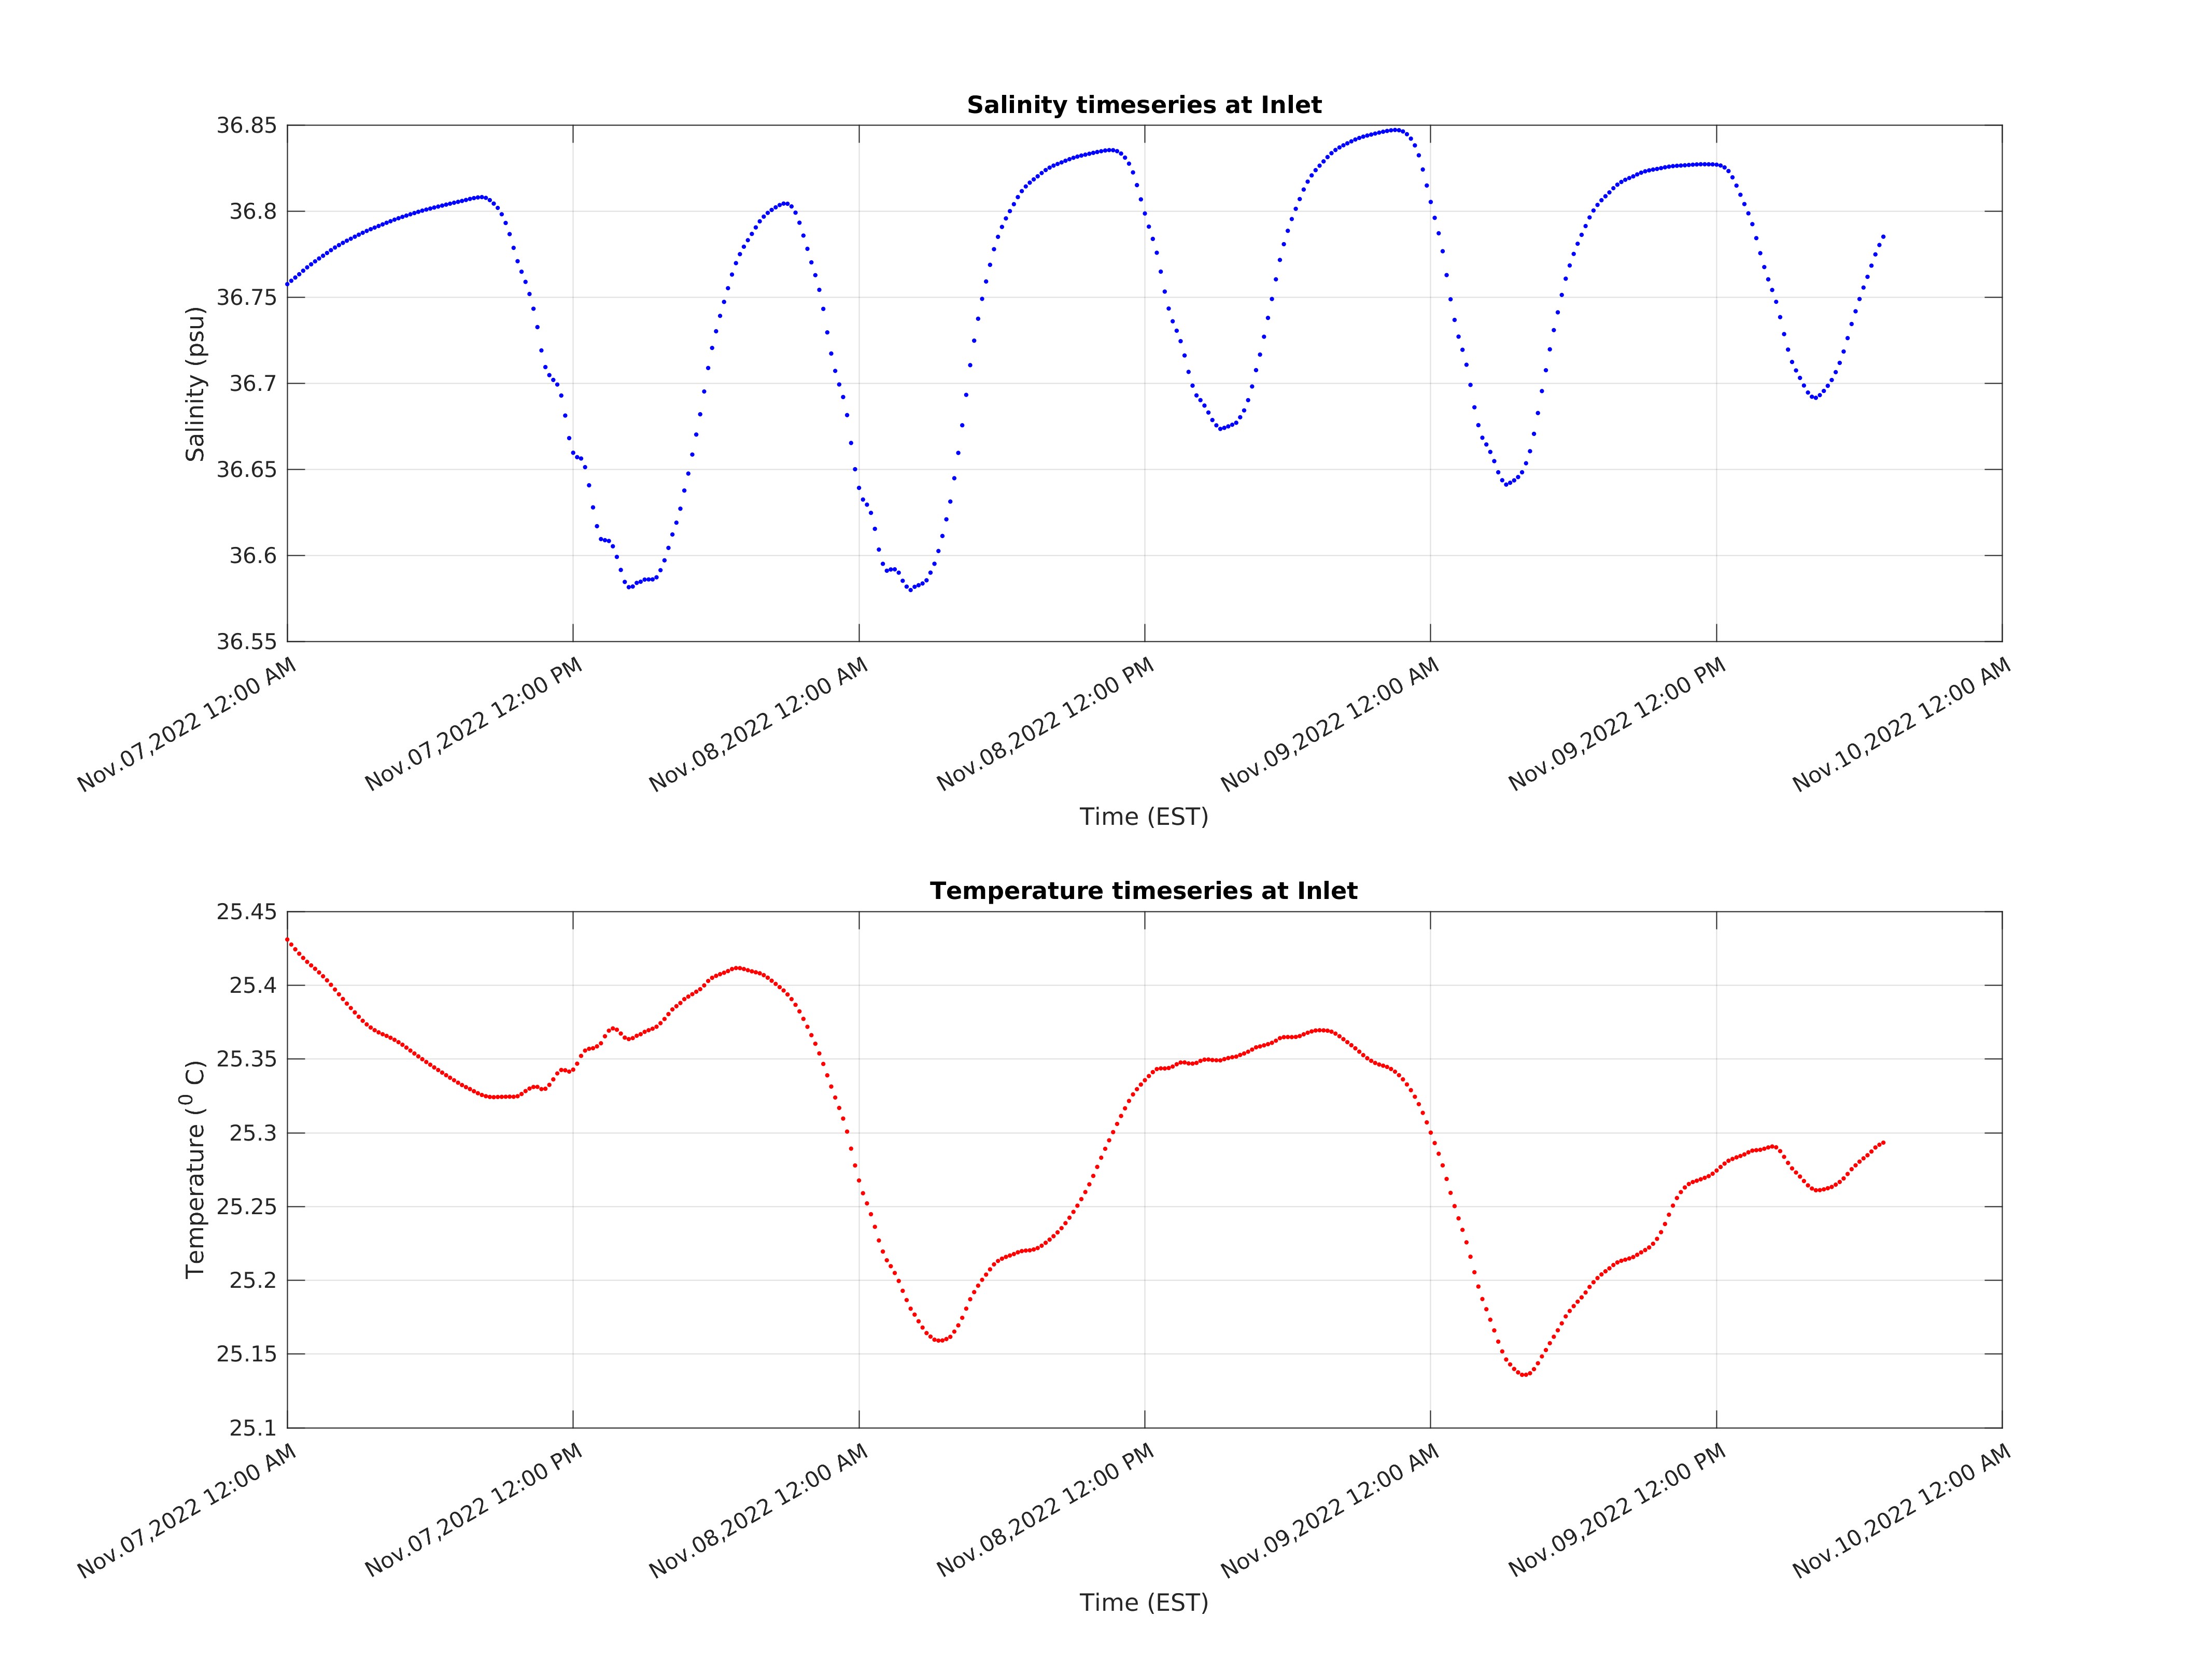 Salinity timeseries at Inlet
36.85
36.8
36.75
36.7
36.65
36.6
36.55
Salinity (psu)
Nov.07,2022 12:00 AM
Nov.07,2022 12:00 PM
Nov.08,2022 12:00 AM
Nov.08,2022 12:00 PM
Nov.09,2022 12:00 AM
Nov.09,2022 12:00 PM
Nov.10,2022 12:00 AM
Time (EST)
Temperature timeseries at Inlet
25.45
25.4
25.35
25.3
25.25
25.2
25.15
25.1
Temperature (⁰ C)
Nov.07,2022 12:00 AM
Nov.07,2022 12:00 PM
Nov.08,2022 12:00 AM
Nov.08,2022 12:00 PM
Nov.09,2022 12:00 AM
Nov.09,2022 12:00 PM
Nov.10,2022 12:00 AM
Time (EST)